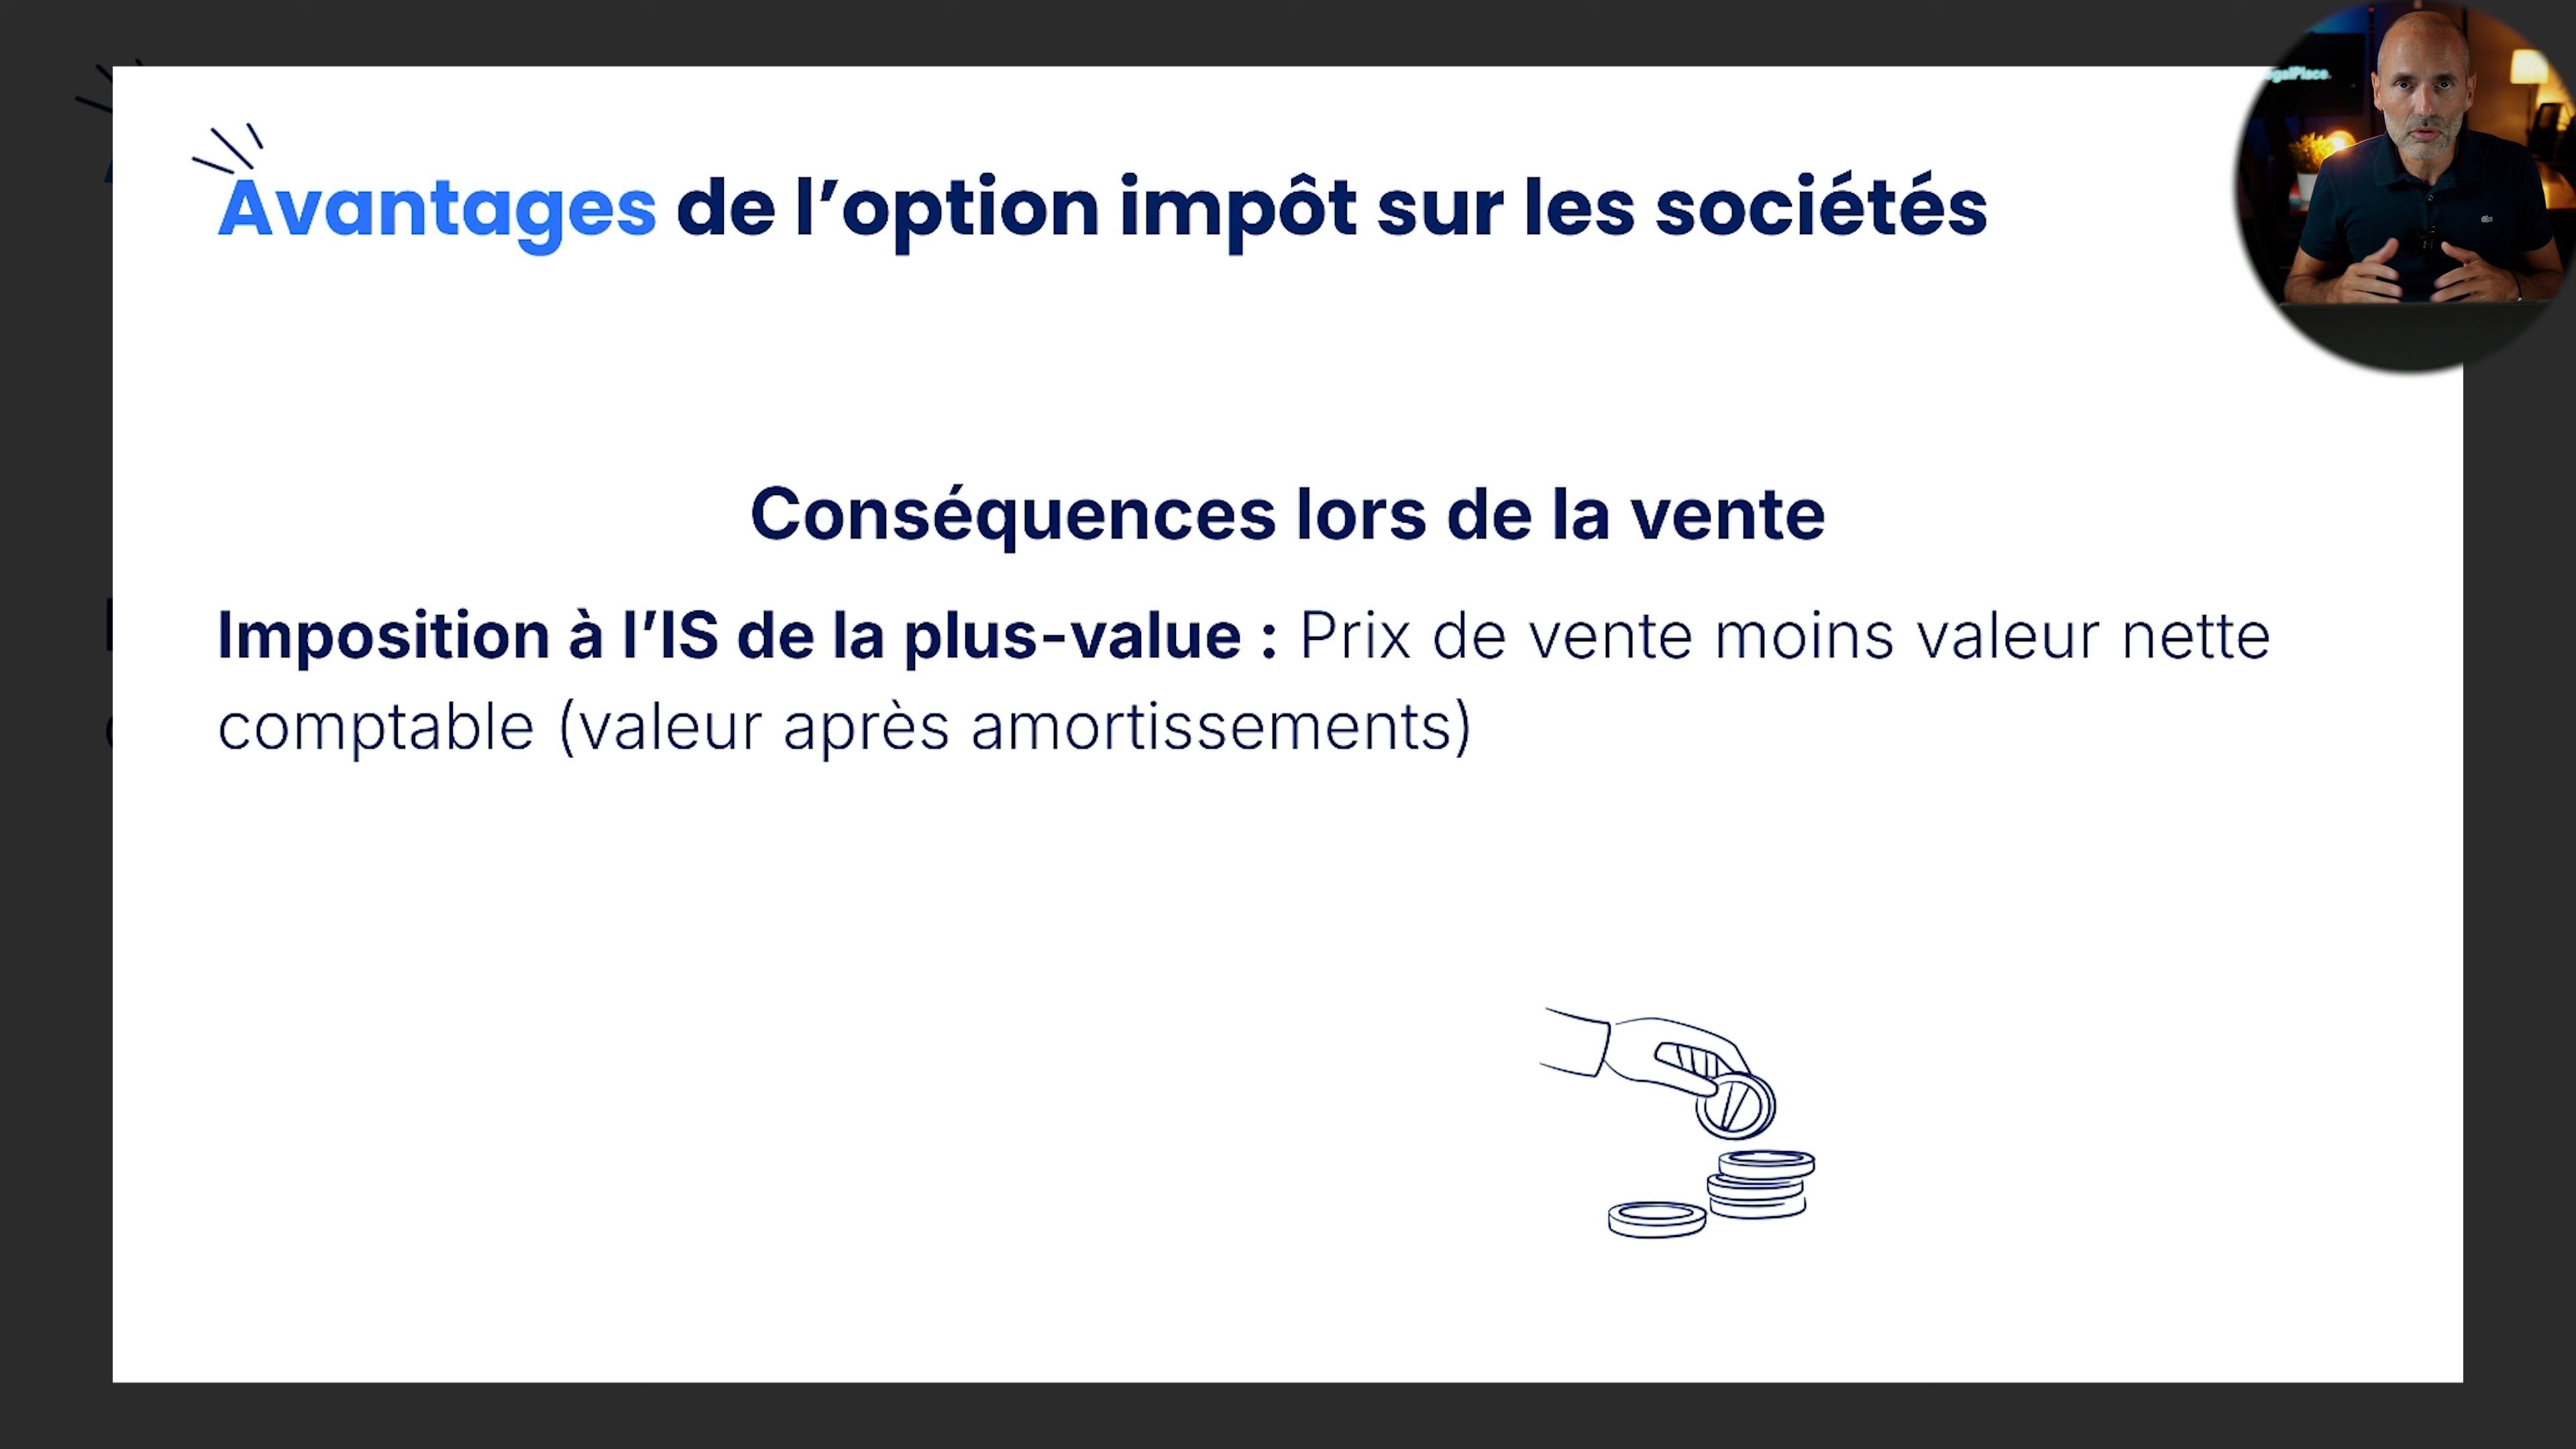 Avantages de l’option impôt sur les sociétés
Conséquences lors de la vente
Imposition à l’IS de la plus-value : Prix de vente moins valeur nette
comptable (valeur après amortissements)